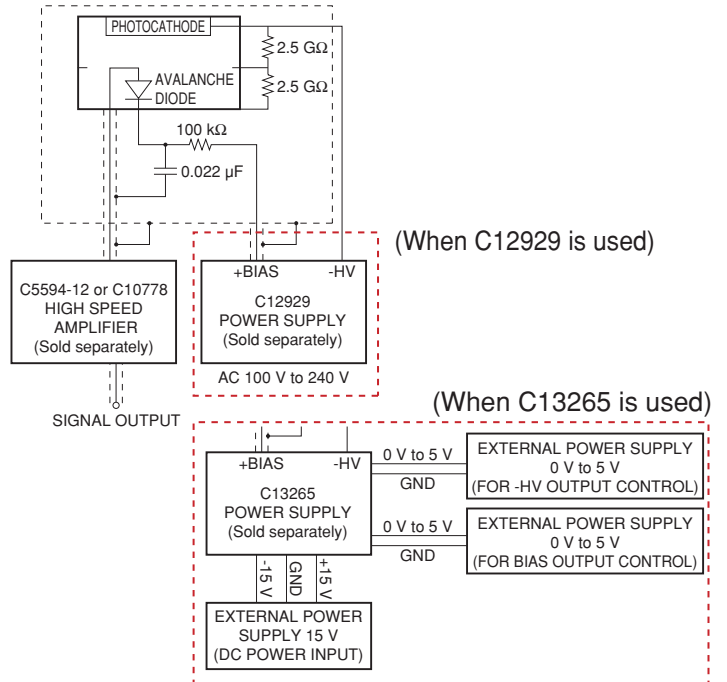 PHOTOCATHODE
2.5 GΩ
AVALANCHE
DIODE
2.5 GΩ
100 kΩ
0.022 µF
(When C12929 is used)
+BIAS
-HV
C5594-12 or C10778
HIGH SPEED
AMPLIFIER
(Sold separately)
C12929
POWER SUPPLY
(Sold separately)
AC 100 V to 240 V
SIGNAL OUTPUT
(When C13265 is used)
+BIAS
-HV
C13265
POWER SUPPLY
(Sold separately)
0 V to 5 V
GND
EXTERNAL POWER SUPPLY
0 V to 5 V
(FOR -HV OUTPUT CONTROL)
0 V to 5 V
GND
EXTERNAL POWER SUPPLY
0 V to 5 V
(FOR BIAS OUTPUT CONTROL)
-15 V
GND
+15 V
EXTERNAL POWER
SUPPLY 15 V
(DC POWER INPUT)